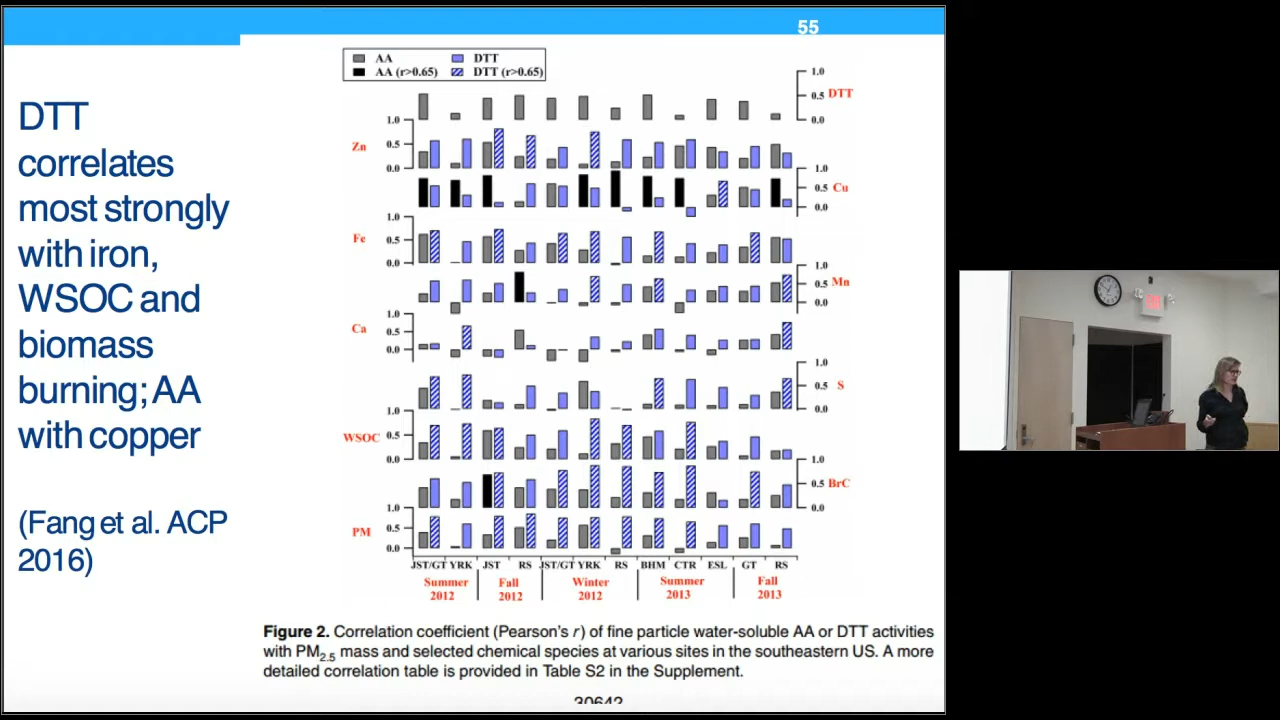 55
DTT
correlates
most strongly
with iron,
WSOC and
biomass
burning; AA
with copper
(Fang et al. ACP
2016)
AA DTT
AA (r>0.65) DTT (r>0.65)
1.0
0.5 DTT
0.0
1.0
Zn 0.5
0.0
1.0
0.5 Cu
0.0
1.0
Fe 0.5
0.0
1.0
0.5 Mn
0.0
1.0
Ca 0.5
0.0
1.0
0.5 S
0.0
1.0
WSOC 0.5
0.0
1.0
0.5 BrC
0.0
1.0
PM 0.5
0.0
JST/GT YRK JST RS JST/GT YRK RS BHM CTR ESL GT RS
Summer Fall Winter Summer Fall
2012 2012 2012 2013 2013
Figure 2. Correlation coefficient (Pearson's r) of fine particle water-soluble AA or DTT activities
with PM2.5 mass and selected chemical species at various sites in the southeastern US. A more
detailed correlation table is provided in Table S2 in the Supplement.
30642